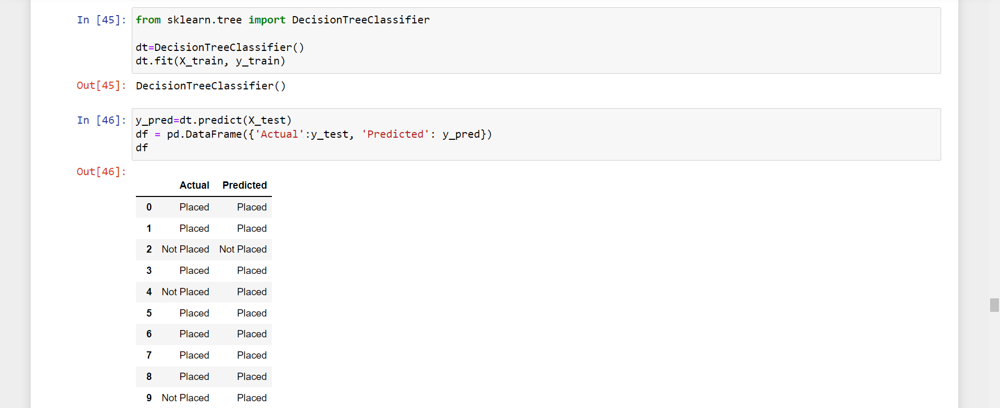 In [45]: from sklearn.tree import DecisionTreeClassifier
dt=DecisionTreeClassifier()
dt.fit(X_train, y_train)
Out[45]: DecisionTreeClassifier()
In [46]: y_pred=dt.predict(X_test)
df = pd.DataFrame({'Actual':y_test, 'Predicted': y_pred})
df
Out[46]:
Actual Predicted
0 Placed Placed
1 Placed Placed
2 Not Placed Not Placed
3 Placed Placed
4 Not Placed Placed
5 Placed Placed
6 Placed Placed
7 Placed Placed
8 Placed Placed
9 Not Placed Placed